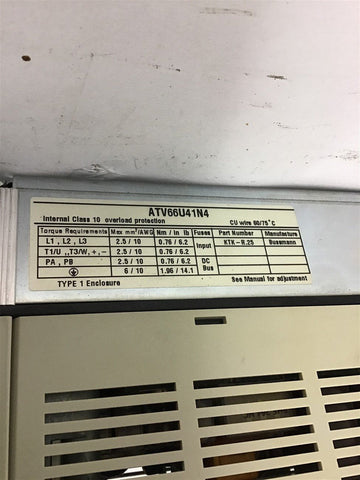 ATV66U41N4
Internal Class 10 overload protection CU wire 60/75°C
Torque Requirements Max mm²/AWG Nm / in lb Fuses Part Number Manufacture
L1 , L2 , L3 2.5 / 10 0.76 / 6.2 Input KTK-R.25 Bussmann
T1/U ,,T3/W, +, - 2.5 / 10 0.76 / 6.2
PA , PB 2.5 / 10 0.76 / 6.2 DC Bus
6 / 10 1.96 / 14.1
TYPE 1 Enclosure See Manual for adjustment